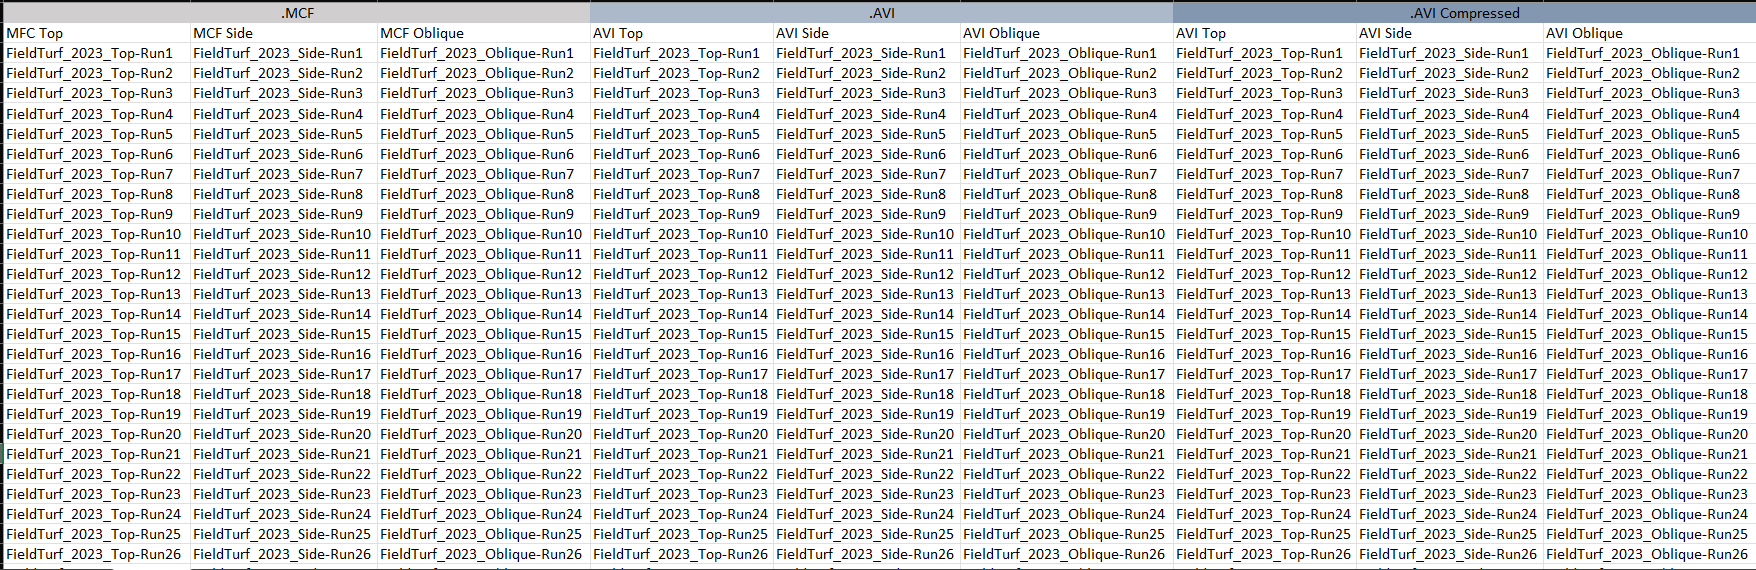 .MCF .AVI .AVI Compressed
MFC Top MCF Side MCF Oblique AVI Top AVI Side AVI Oblique AVI Top AVI Side AVI Oblique
FieldTurf_2023_Top-Run1 FieldTurf_2023_Side-Run1 FieldTurf_2023_Oblique-Run1 FieldTurf_2023_Top-Run1 FieldTurf_2023_Side-Run1 FieldTurf_2023_Oblique-Run1 FieldTurf_2023_Top-Run1 FieldTurf_2023_Side-Run1 FieldTurf_2023_Oblique-Run1
FieldTurf_2023_Top-Run2 FieldTurf_2023_Side-Run2 FieldTurf_2023_Oblique-Run2 FieldTurf_2023_Top-Run2 FieldTurf_2023_Side-Run2 FieldTurf_2023_Oblique-Run2 FieldTurf_2023_Top-Run2 FieldTurf_2023_Side-Run2 FieldTurf_2023_Oblique-Run2
FieldTurf_2023_Top-Run3 FieldTurf_2023_Side-Run3 FieldTurf_2023_Oblique-Run3 FieldTurf_2023_Top-Run3 FieldTurf_2023_Side-Run3 FieldTurf_2023_Oblique-Run3 FieldTurf_2023_Top-Run3 FieldTurf_2023_Side-Run3 FieldTurf_2023_Oblique-Run3
FieldTurf_2023_Top-Run4 FieldTurf_2023_Side-Run4 FieldTurf_2023_Oblique-Run4 FieldTurf_2023_Top-Run4 FieldTurf_2023_Side-Run4 FieldTurf_2023_Oblique-Run4 FieldTurf_2023_Top-Run4 FieldTurf_2023_Side-Run4 FieldTurf_2023_Oblique-Run4
FieldTurf_2023_Top-Run5 FieldTurf_2023_Side-Run5 FieldTurf_2023_Oblique-Run5 FieldTurf_2023_Top-Run5 FieldTurf_2023_Side-Run5 FieldTurf_2023_Oblique-Run5 FieldTurf_2023_Top-Run5 FieldTurf_2023_Side-Run5 FieldTurf_2023_Oblique-Run5
FieldTurf_2023_Top-Run6 FieldTurf_2023_Side-Run6 FieldTurf_2023_Oblique-Run6 FieldTurf_2023_Top-Run6 FieldTurf_2023_Side-Run6 FieldTurf_2023_Oblique-Run6 FieldTurf_2023_Top-Run6 FieldTurf_2023_Side-Run6 FieldTurf_2023_Oblique-Run6
FieldTurf_2023_Top-Run7 FieldTurf_2023_Side-Run7 FieldTurf_2023_Oblique-Run7 FieldTurf_2023_Top-Run7 FieldTurf_2023_Side-Run7 FieldTurf_2023_Oblique-Run7 FieldTurf_2023_Top-Run7 FieldTurf_2023_Side-Run7 FieldTurf_2023_Oblique-Run7
FieldTurf_2023_Top-Run8 FieldTurf_2023_Side-Run8 FieldTurf_2023_Oblique-Run8 FieldTurf_2023_Top-Run8 FieldTurf_2023_Side-Run8 FieldTurf_2023_Oblique-Run8 FieldTurf_2023_Top-Run8 FieldTurf_2023_Side-Run8 FieldTurf_2023_Oblique-Run8
FieldTurf_2023_Top-Run9 FieldTurf_2023_Side-Run9 FieldTurf_2023_Oblique-Run9 FieldTurf_2023_Top-Run9 FieldTurf_2023_Side-Run9 FieldTurf_2023_Oblique-Run9 FieldTurf_2023_Top-Run9 FieldTurf_2023_Side-Run9 FieldTurf_2023_Oblique-Run9
FieldTurf_2023_Top-Run10 FieldTurf_2023_Side-Run10 FieldTurf_2023_Oblique-Run10 FieldTurf_2023_Top-Run10 FieldTurf_2023_Side-Run10 FieldTurf_2023_Oblique-Run10 FieldTurf_2023_Top-Run10 FieldTurf_2023_Side-Run10 FieldTurf_2023_Oblique-Run10
FieldTurf_2023_Top-Run11 FieldTurf_2023_Side-Run11 FieldTurf_2023_Oblique-Run11 FieldTurf_2023_Top-Run11 FieldTurf_2023_Side-Run11 FieldTurf_2023_Oblique-Run11 FieldTurf_2023_Top-Run11 FieldTurf_2023_Side-Run11 FieldTurf_2023_Oblique-Run11
FieldTurf_2023_Top-Run12 FieldTurf_2023_Side-Run12 FieldTurf_2023_Oblique-Run12 FieldTurf_2023_Top-Run12 FieldTurf_2023_Side-Run12 FieldTurf_2023_Oblique-Run12 FieldTurf_2023_Top-Run12 FieldTurf_2023_Side-Run12 FieldTurf_2023_Oblique-Run12
FieldTurf_2023_Top-Run13 FieldTurf_2023_Side-Run13 FieldTurf_2023_Oblique-Run13 FieldTurf_2023_Top-Run13 FieldTurf_2023_Side-Run13 FieldTurf_2023_Oblique-Run13 FieldTurf_2023_Top-Run13 FieldTurf_2023_Side-Run13 FieldTurf_2023_Oblique-Run13
FieldTurf_2023_Top-Run14 FieldTurf_2023_Side-Run14 FieldTurf_2023_Oblique-Run14 FieldTurf_2023_Top-Run14 FieldTurf_2023_Side-Run14 FieldTurf_2023_Oblique-Run14 FieldTurf_2023_Top-Run14 FieldTurf_2023_Side-Run14 FieldTurf_2023_Oblique-Run14
FieldTurf_2023_Top-Run15 FieldTurf_2023_Side-Run15 FieldTurf_2023_Oblique-Run15 FieldTurf_2023_Top-Run15 FieldTurf_2023_Side-Run15 FieldTurf_2023_Oblique-Run15 FieldTurf_2023_Top-Run15 FieldTurf_2023_Side-Run15 FieldTurf_2023_Oblique-Run15
FieldTurf_2023_Top-Run16 FieldTurf_2023_Side-Run16 FieldTurf_2023_Oblique-Run16 FieldTurf_2023_Top-Run16 FieldTurf_2023_Side-Run16 FieldTurf_2023_Oblique-Run16 FieldTurf_2023_Top-Run16 FieldTurf_2023_Side-Run16 FieldTurf_2023_Oblique-Run16
FieldTurf_2023_Top-Run17 FieldTurf_2023_Side-Run17 FieldTurf_2023_Oblique-Run17 FieldTurf_2023_Top-Run17 FieldTurf_2023_Side-Run17 FieldTurf_2023_Oblique-Run17 FieldTurf_2023_Top-Run17 FieldTurf_2023_Side-Run17 FieldTurf_2023_Oblique-Run17
FieldTurf_2023_Top-Run18 FieldTurf_2023_Side-Run18 FieldTurf_2023_Oblique-Run18 FieldTurf_2023_Top-Run18 FieldTurf_2023_Side-Run18 FieldTurf_2023_Oblique-Run18 FieldTurf_2023_Top-Run18 FieldTurf_2023_Side-Run18 FieldTurf_2023_Oblique-Run18
FieldTurf_2023_Top-Run19 FieldTurf_2023_Side-Run19 FieldTurf_2023_Oblique-Run19 FieldTurf_2023_Top-Run19 FieldTurf_2023_Side-Run19 FieldTurf_2023_Oblique-Run19 FieldTurf_2023_Top-Run19 FieldTurf_2023_Side-Run19 FieldTurf_2023_Oblique-Run19
FieldTurf_2023_Top-Run20 FieldTurf_2023_Side-Run20 FieldTurf_2023_Oblique-Run20 FieldTurf_2023_Top-Run20 FieldTurf_2023_Side-Run20 FieldTurf_2023_Oblique-Run20 FieldTurf_2023_Top-Run20 FieldTurf_2023_Side-Run20 FieldTurf_2023_Oblique-Run20
FieldTurf_2023_Top-Run21 FieldTurf_2023_Side-Run21 FieldTurf_2023_Oblique-Run21 FieldTurf_2023_Top-Run21 FieldTurf_2023_Side-Run21 FieldTurf_2023_Oblique-Run21 FieldTurf_2023_Top-Run21 FieldTurf_2023_Side-Run21 FieldTurf_2023_Oblique-Run21
FieldTurf_2023_Top-Run22 FieldTurf_2023_Side-Run22 FieldTurf_2023_Oblique-Run22 FieldTurf_2023_Top-Run22 FieldTurf_2023_Side-Run22 FieldTurf_2023_Oblique-Run22 FieldTurf_2023_Top-Run22 FieldTurf_2023_Side-Run22 FieldTurf_2023_Oblique-Run22
FieldTurf_2023_Top-Run23 FieldTurf_2023_Side-Run23 FieldTurf_2023_Oblique-Run23 FieldTurf_2023_Top-Run23 FieldTurf_2023_Side-Run23 FieldTurf_2023_Oblique-Run23 FieldTurf_2023_Top-Run23 FieldTurf_2023_Side-Run23 FieldTurf_2023_Oblique-Run23
FieldTurf_2023_Top-Run24 FieldTurf_2023_Side-Run24 FieldTurf_2023_Oblique-Run24 FieldTurf_2023_Top-Run24 FieldTurf_2023_Side-Run24 FieldTurf_2023_Oblique-Run24 FieldTurf_2023_Top-Run24 FieldTurf_2023_Side-Run24 FieldTurf_2023_Oblique-Run24
FieldTurf_2023_Top-Run25 FieldTurf_2023_Side-Run25 FieldTurf_2023_Oblique-Run25 FieldTurf_2023_Top-Run25 FieldTurf_2023_Side-Run25 FieldTurf_2023_Oblique-Run25 FieldTurf_2023_Top-Run25 FieldTurf_2023_Side-Run25 FieldTurf_2023_Oblique-Run25
FieldTurf_2023_Top-Run26 FieldTurf_2023_Side-Run26 FieldTurf_2023_Oblique-Run26 FieldTurf_2023_Top-Run26 FieldTurf_2023_Side-Run26 FieldTurf_2023_Oblique-Run26 FieldTurf_2023_Top-Run26 FieldTurf_2023_Side-Run26 FieldTurf_2023_Oblique-Run26